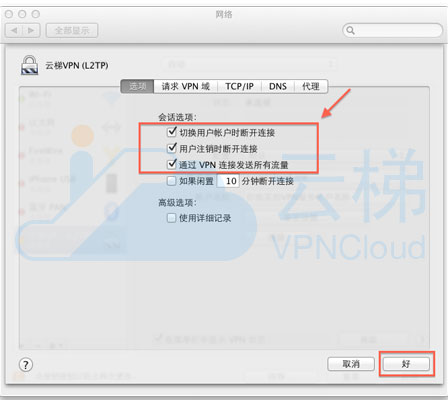 网络
全部显示
云梯VPN (L2TP)
选项 请求 VPN 域 TCP/IP DNS 代理
会话选项:
切换用户帐户时断开连接
用户注销时断开连接
通过 VPN 连接发送所有流量
如果闲置 10 分钟断开连接
高级选项:
使用详细记录
云梯
VPNCloud
? 取消 好